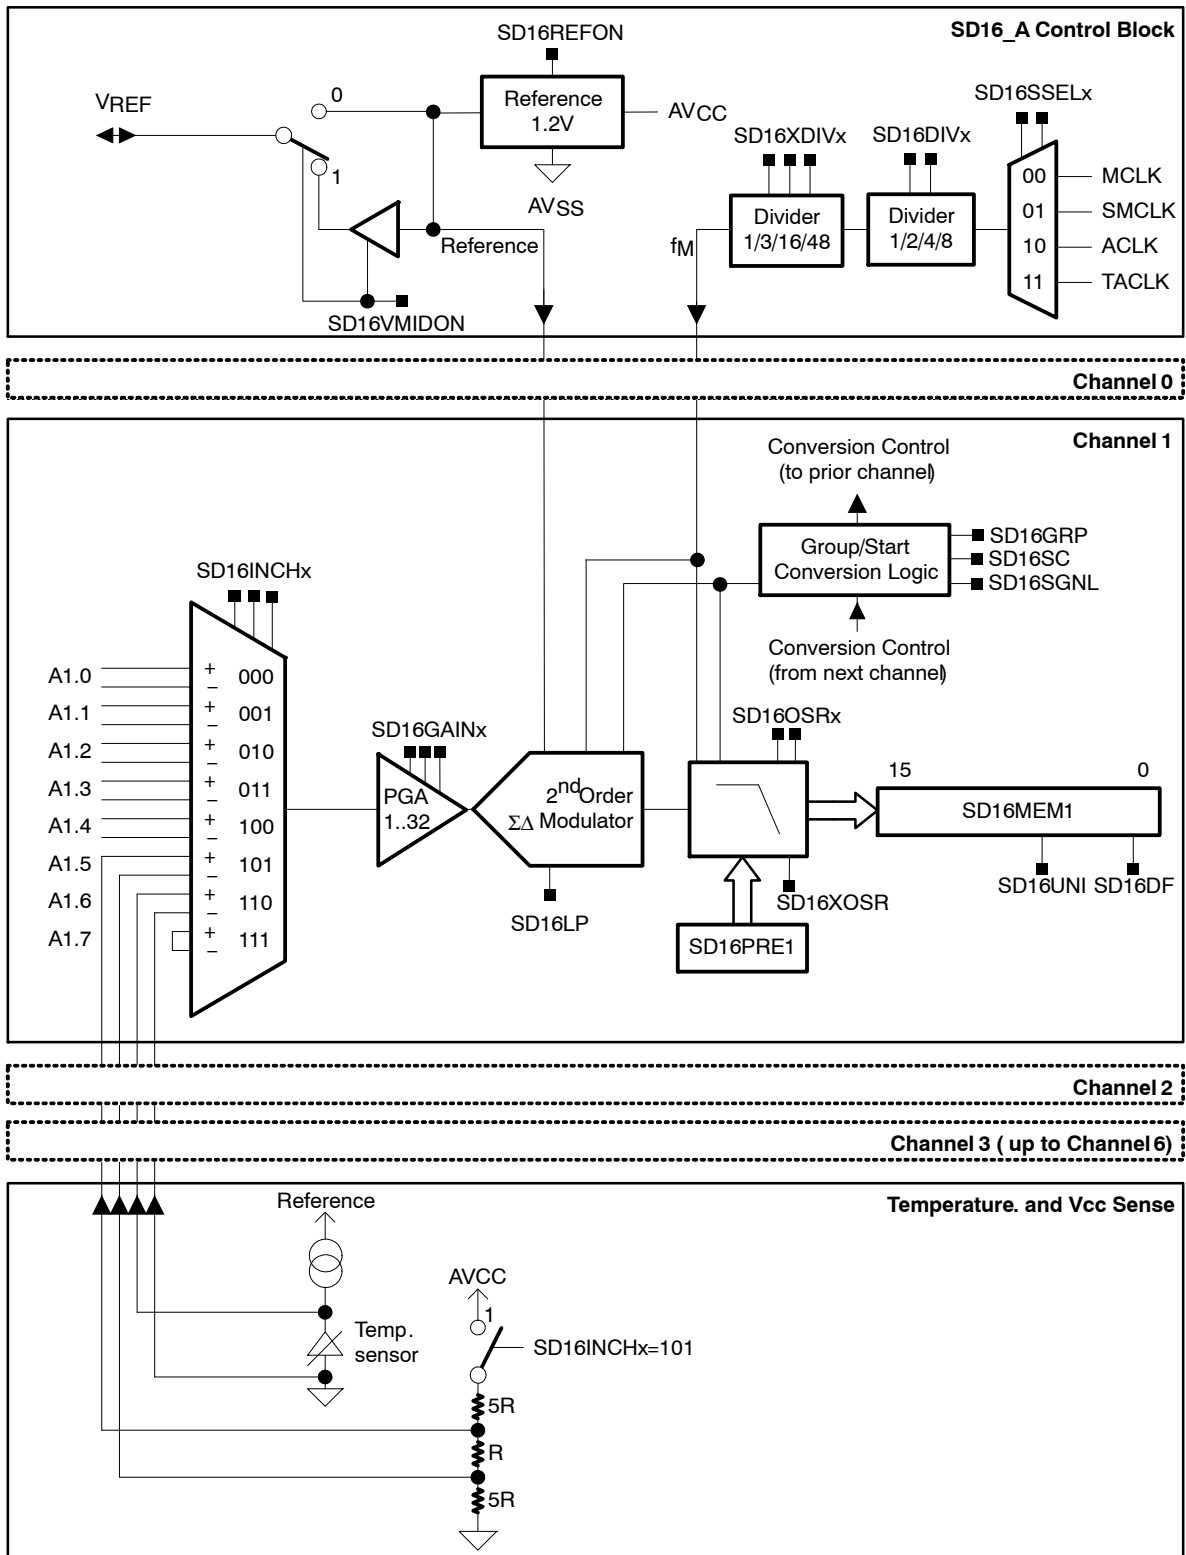 SD16_A Control Block
SD16REFON
VREF
0
1
Reference
1.2V
AVCC
AVSS
Reference
SD16VMIDON
SD16SSELx
SD16XDIVx
SD16DIVx
fM
Divider
1/3/16/48
Divider
1/2/4/8
00
01
10
11
MCLK
SMCLK
ACLK
TACLK
Channel 0
Channel 1
Conversion Control
(to prior channel)
Group/Start
Conversion Logic
SD16GRP
SD16SC
SD16SGNL
Conversion Control
(from next channel)
SD16INCHx
A1.0
+
−
000
A1.1
+
−
001
A1.2
+
−
010
A1.3
+
−
011
A1.4
+
−
100
A1.5
+
−
101
A1.6
+
−
110
A1.7
+
−
111
SD16GAINx
PGA
1..32
2nd Order
ΣΔ Modulator
SD16LP
SD16OSRx
SD16XOSR
SD16PRE1
15
0
SD16MEM1
SD16UNI
SD16DF
Channel 2
Channel 3 ( up to Channel 6)
Temperature. and Vcc Sense
Reference
Temp.
sensor
AVCC
1
SD16INCHx=101
5R
R
5R